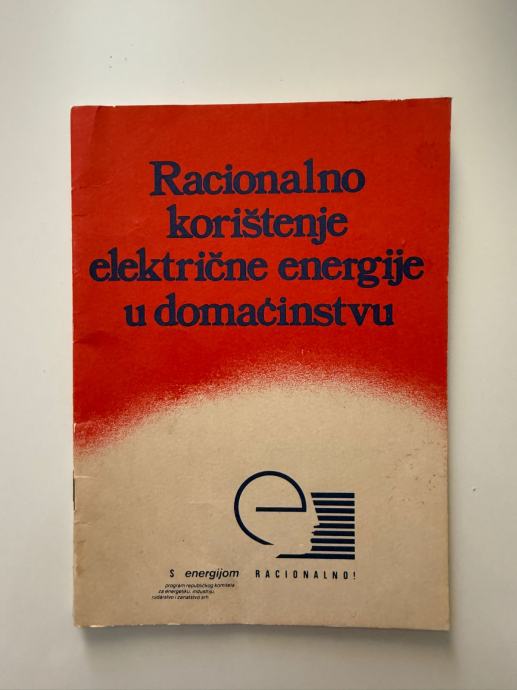 Racionalno
korištenje
električne energije
u domaćinstvu
e
S energijom RACIONALNO!
program republičkog komiteta
za energetiku, industriju,
rudarstvo i zanatstvo srh